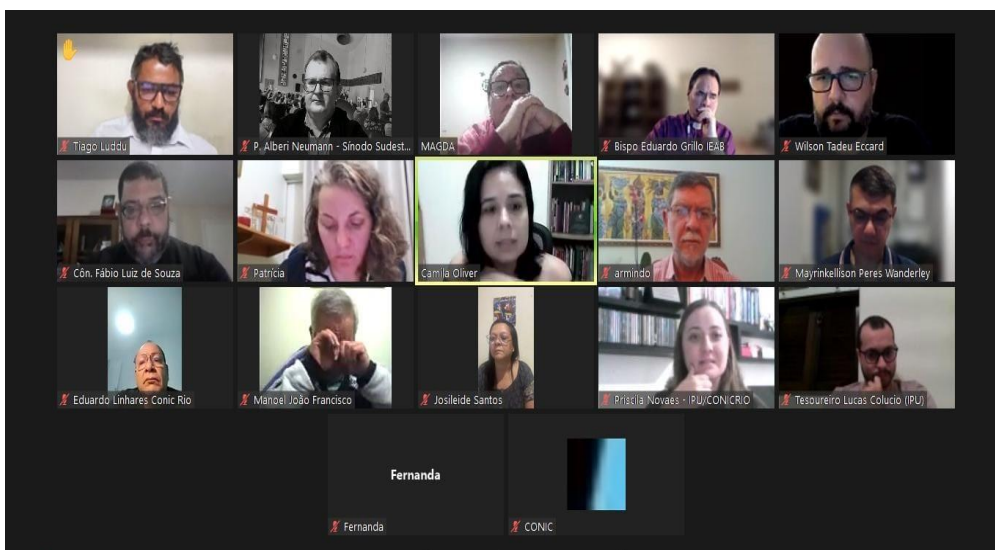 Tiago Luddu
P. Alberi Neumann - Sínodo Sudest...
MAGDA
Bispo Eduardo Grillo IEAB
Wilson Tadeu Eccard
Côn. Fábio Luiz de Souza
Patrícia
Camila Oliver
armindo
Mayrinkellison Peres Wanderley
Eduardo Linhares Conic Rio
Manoel João Francisco
Josileide Santos
Priscila Novaes - IPU/CONICRIO
Tesoureiro Lucas Colucio (IPU)
Fernanda
Fernanda
CONIC